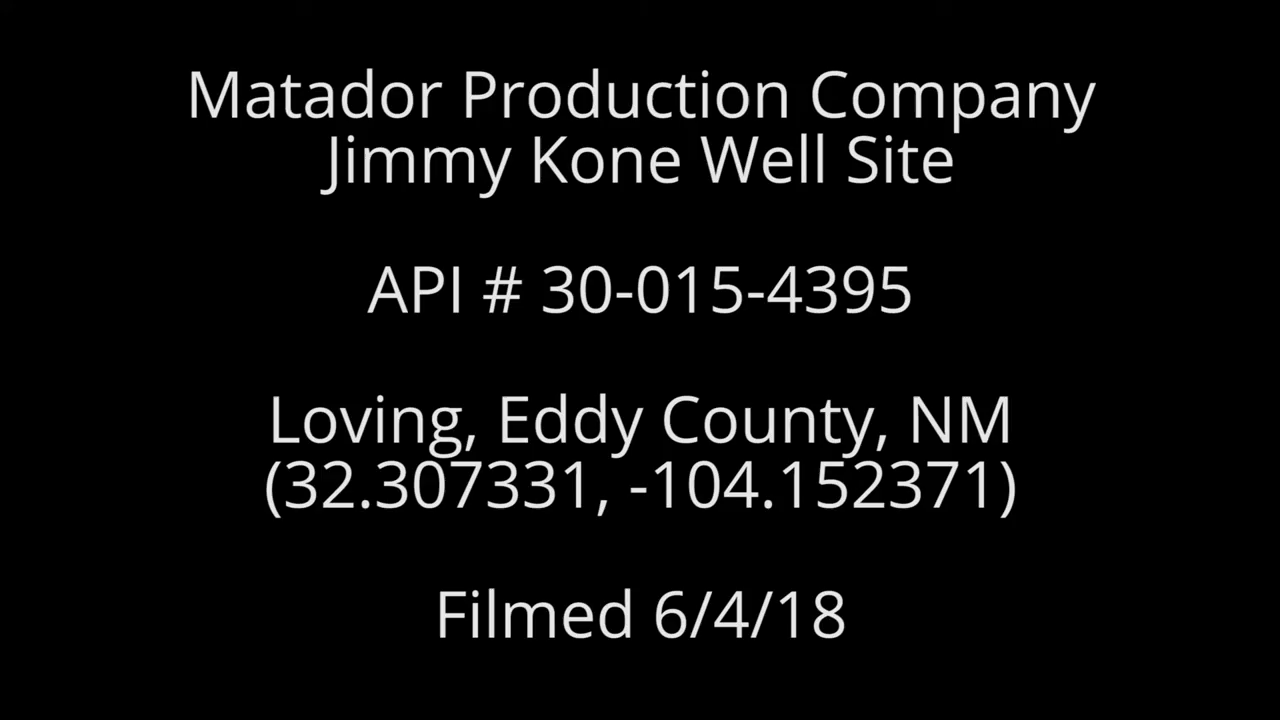 Matador Production Company
Jimmy Kone Well Site
API # 30-015-4395
Loving, Eddy County, NM
(32.307331, -104.152371)
Filmed 6/4/18